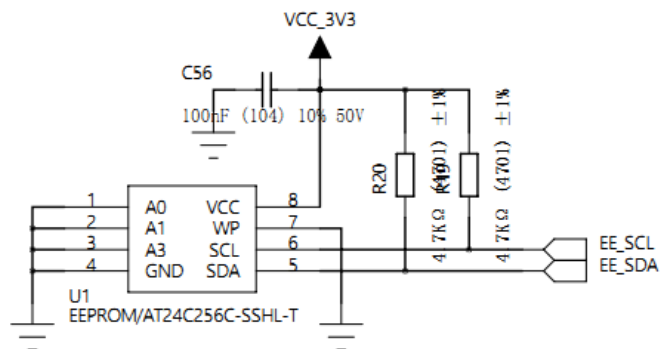 VCC_3V3
C56
100nF (104) 10% 50V
R20
4.7KΩ (4701) ±1%
R19
4.7KΩ (4701) ±1%
1 A0 VCC 8
2 A1 WP 7
3 A3 SCL 6
4 GND SDA 5
EE_SCL
EE_SDA
U1
EEPROM/AT24C256C-SSHL-T